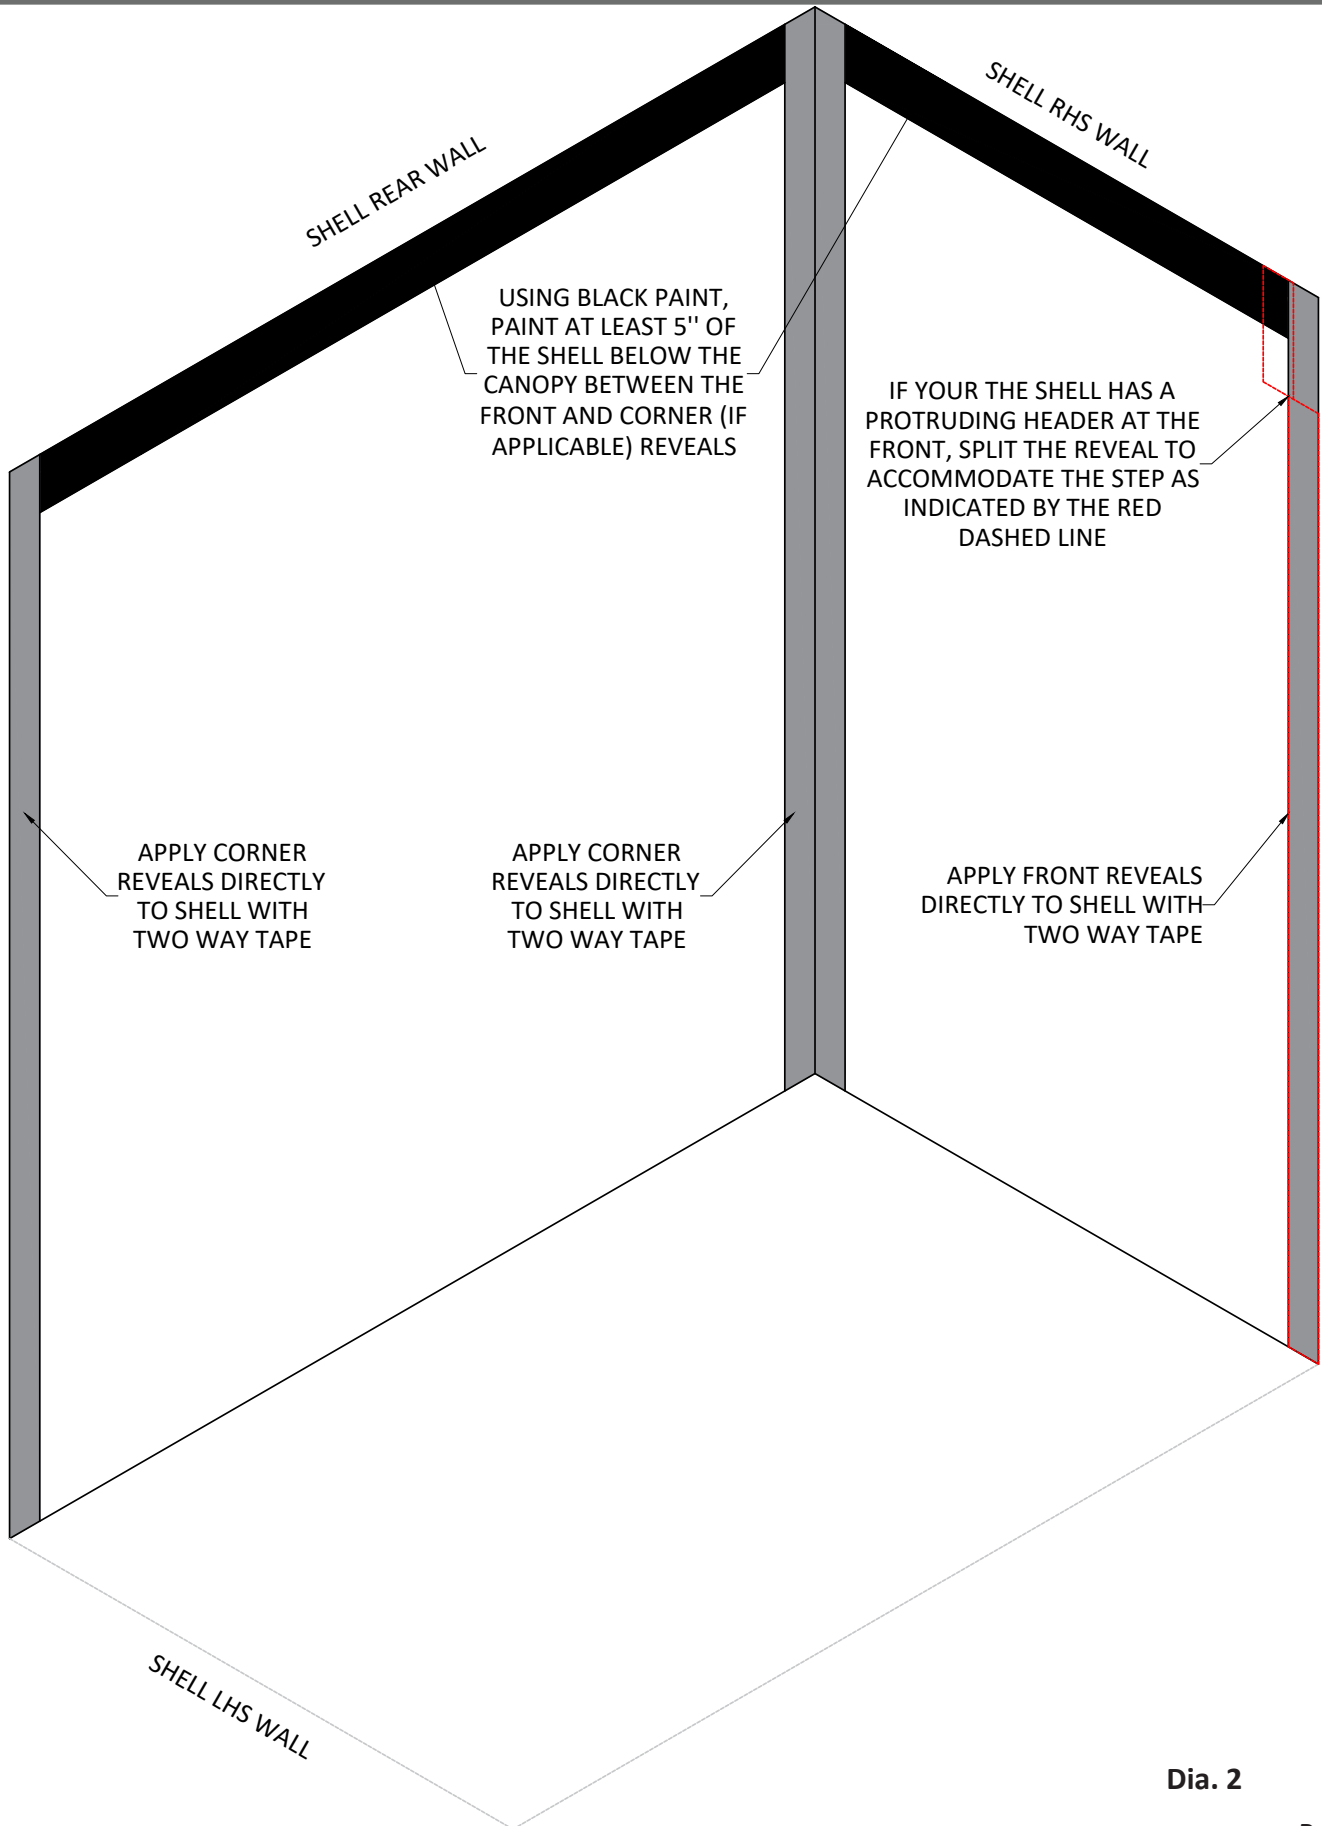 SHELL REAR WALL
SHELL RHS WALL
USING BLACK PAINT,
PAINT AT LEAST 5'' OF
THE SHELL BELOW THE
CANOPY BETWEEN THE
FRONT AND CORNER (IF
APPLICABLE) REVEALS
IF YOUR THE SHELL HAS A
PROTRUDING HEADER AT THE
FRONT, SPLIT THE REVEAL TO
ACCOMMODATE THE STEP AS
INDICATED BY THE RED
DASHED LINE
APPLY CORNER
REVEALS DIRECTLY
TO SHELL WITH
TWO WAY TAPE
APPLY CORNER
REVEALS DIRECTLY
TO SHELL WITH
TWO WAY TAPE
APPLY FRONT REVEALS
DIRECTLY TO SHELL WITH
TWO WAY TAPE
SHELL LHS WALL
Dia. 2